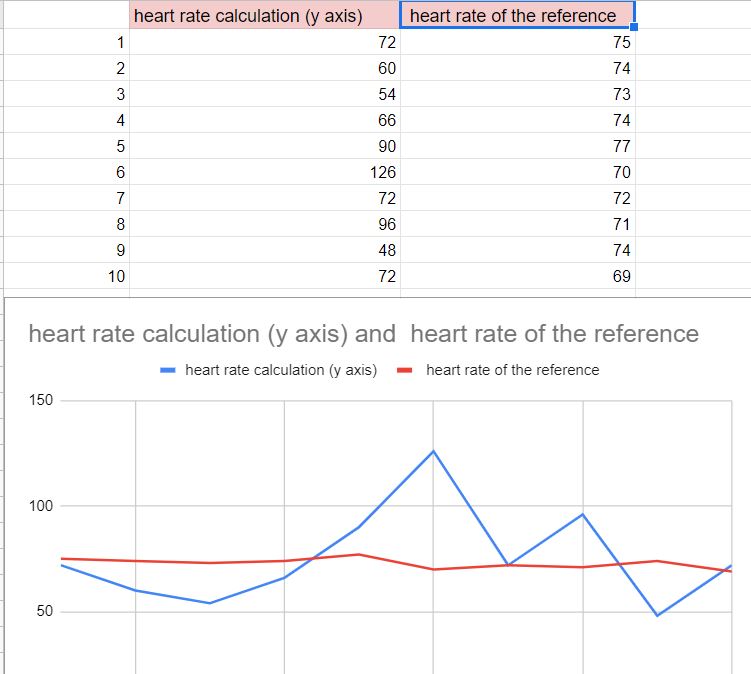 heart rate calculation (y axis) heart rate of the reference
1 72 75
2 60 74
3 54 73
4 66 74
5 90 77
6 126 70
7 72 72
8 96 71
9 48 74
10 72 69
heart rate calculation (y axis) and heart rate of the reference
heart rate calculation (y axis) heart rate of the reference
150
100
50